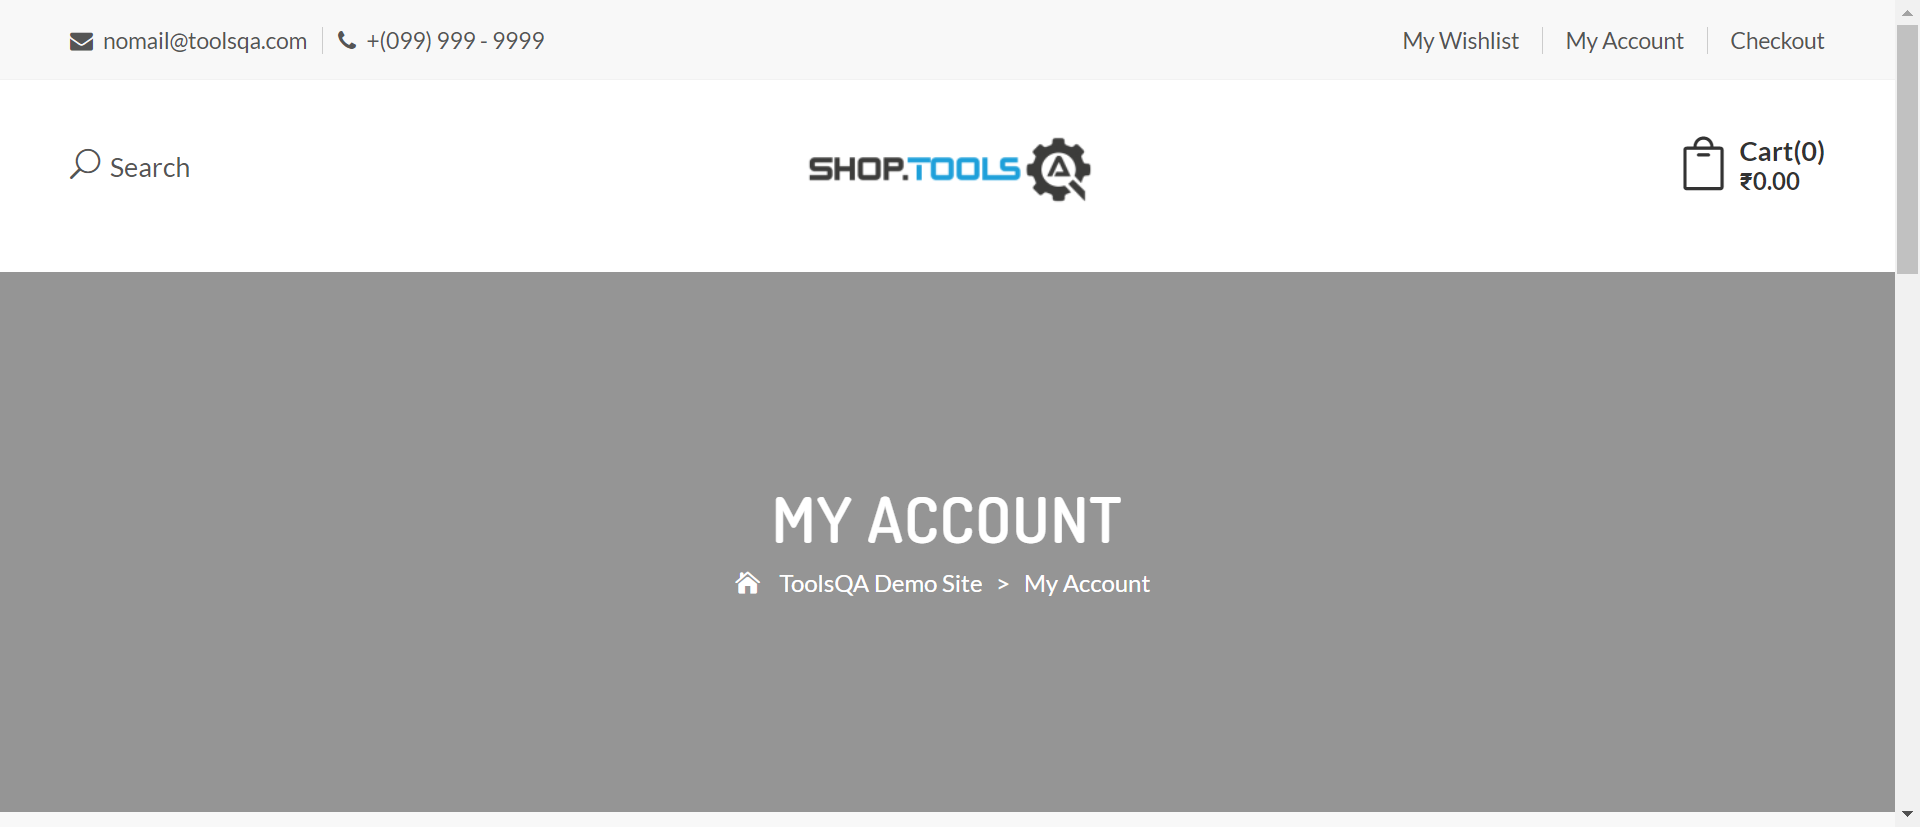 nomail@toolsqa.com +(099) 999 - 9999 My Wishlist My Account Checkout
Search SHOP.TOOLS QA Cart(0)
₹0.00
MY ACCOUNT
ToolsQA Demo Site > My Account